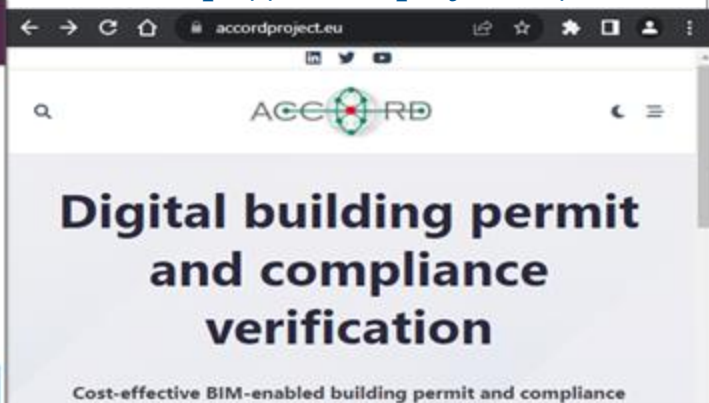 accordproject.eu
ACCORD
Digital building permit
and compliance
verification
Cost-effective BIM-enabled building permit and compliance